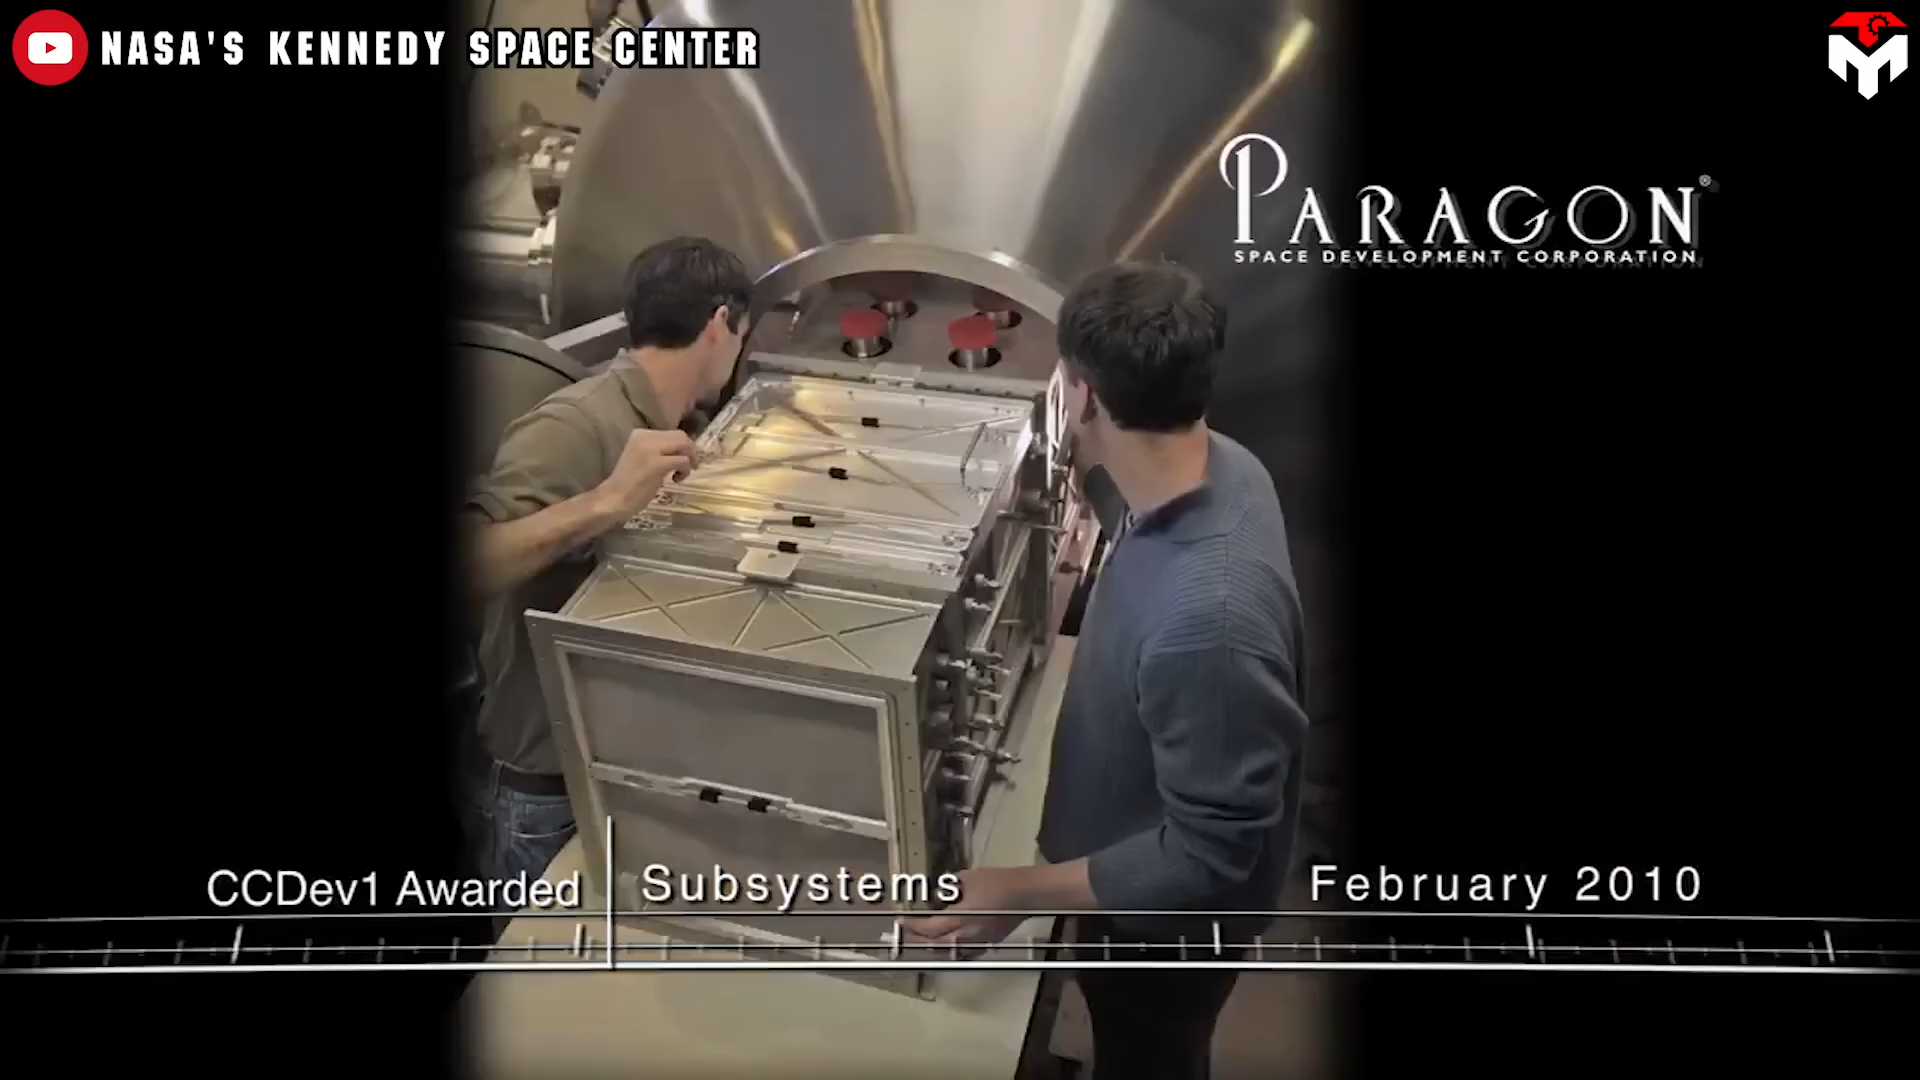 NASA'S KENNEDY SPACE CENTER
PARAGON®
SPACE DEVELOPMENT CORPORATION
CCDev1 Awarded
Subsystems
February 2010